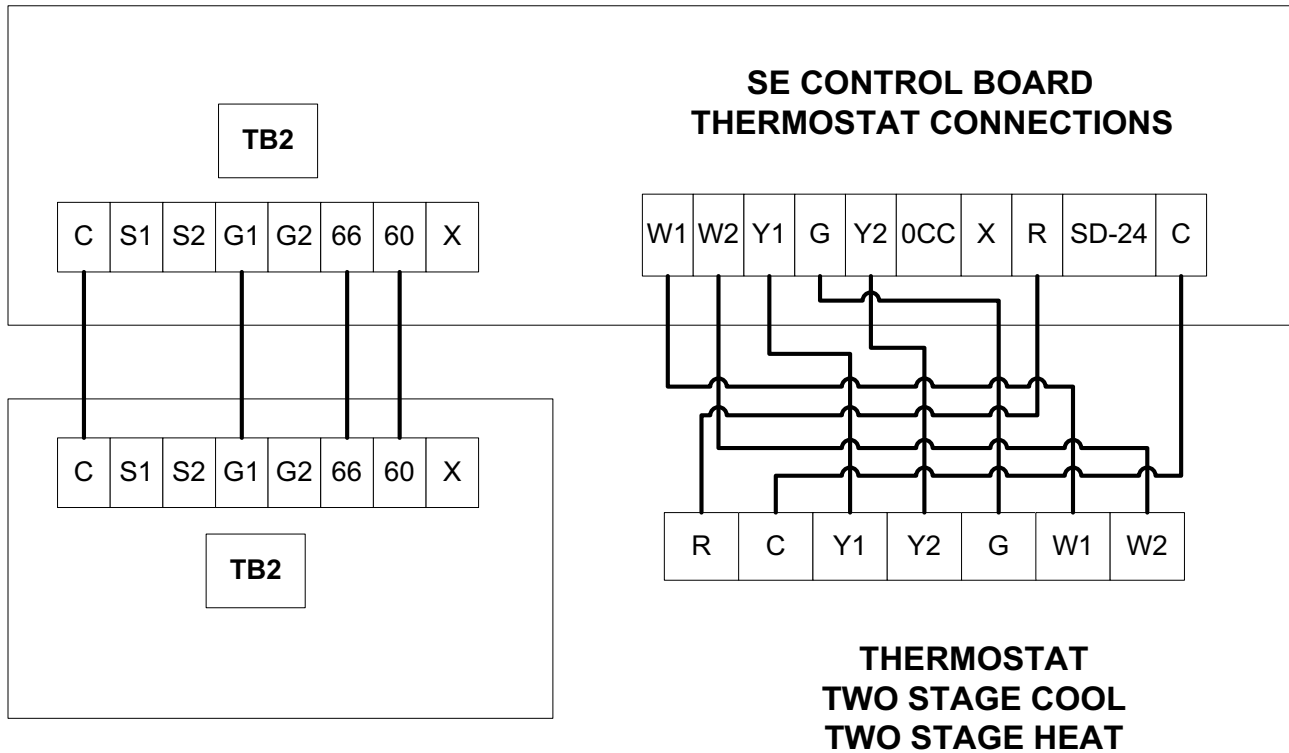 SE CONTROL BOARD
THERMOSTAT CONNECTIONS
TB2
C S1 S2 G1 G2 66 60 X
W1 W2 Y1 G Y2 0CC X R SD-24 C
C S1 S2 G1 G2 66 60 X
TB2
R C Y1 Y2 G W1 W2
THERMOSTAT
TWO STAGE COOL
TWO STAGE HEAT